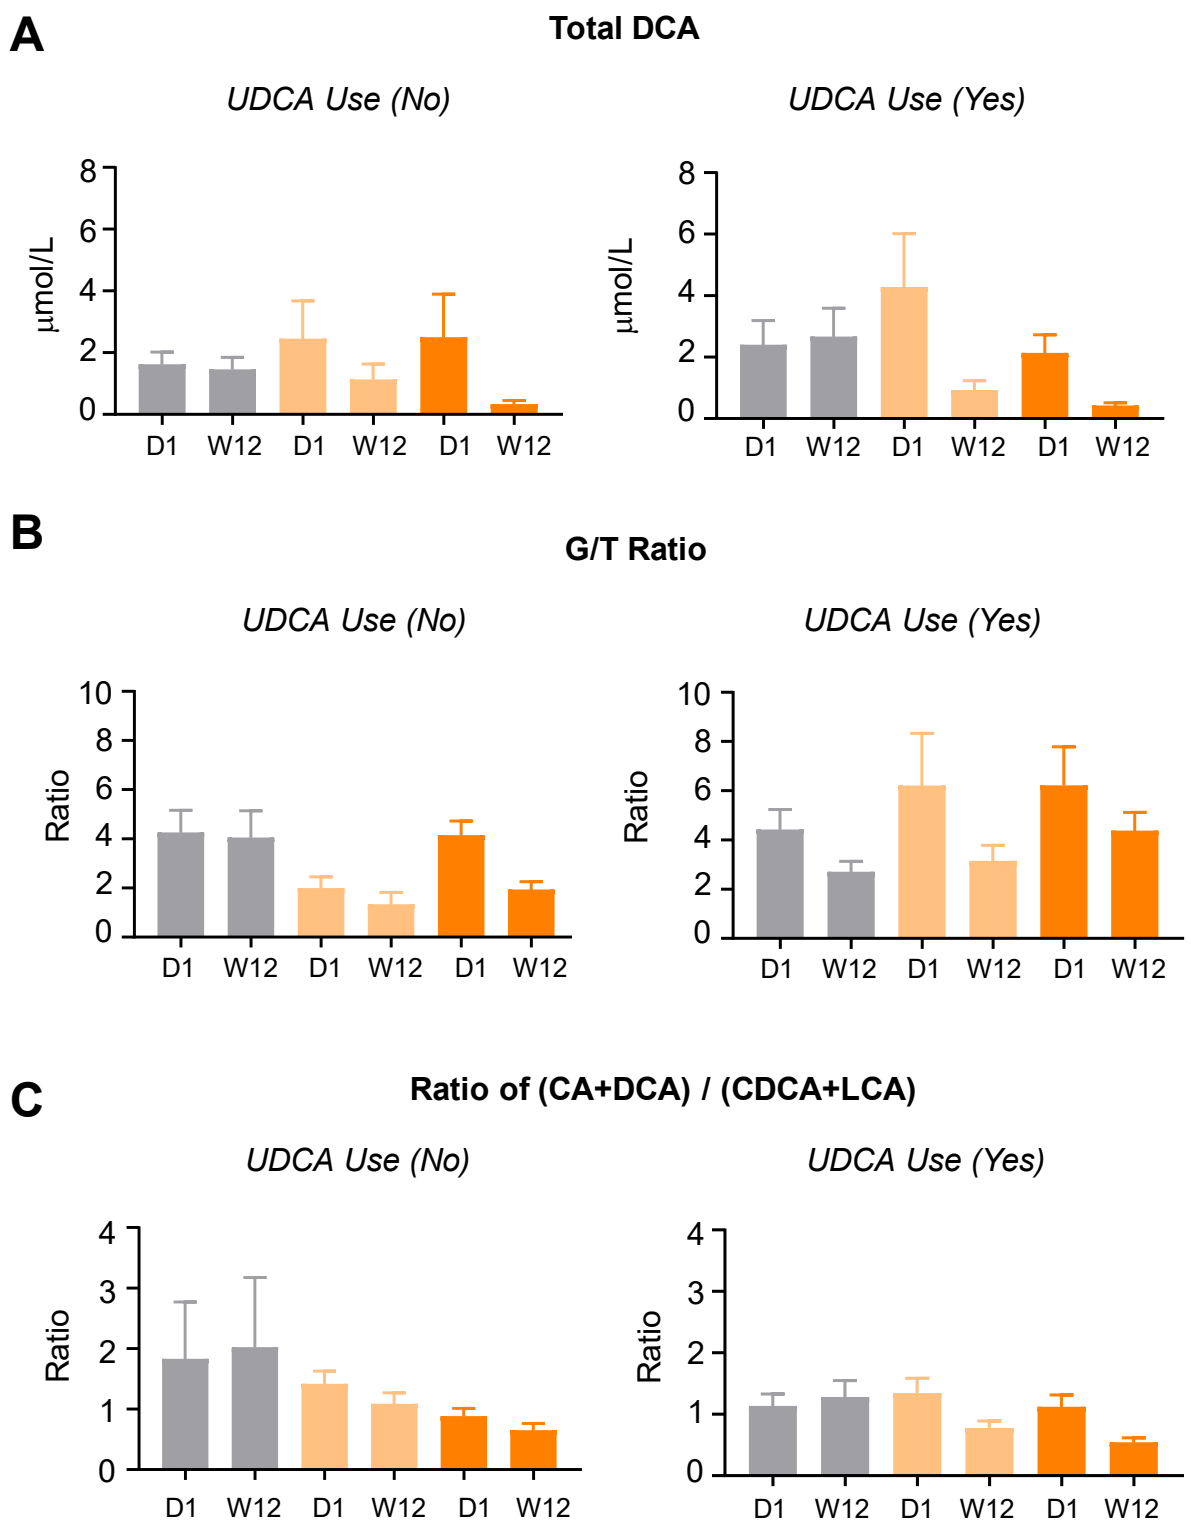 A
Total DCA
UDCA Use (No)
UDCA Use (Yes)
μmol/L
8
6
4
2
0
D1 W12 D1 W12 D1 W12
μmol/L
8
6
4
2
0
D1 W12 D1 W12 D1 W12
B
G/T Ratio
UDCA Use (No)
UDCA Use (Yes)
Ratio
10
8
6
4
2
0
D1 W12 D1 W12 D1 W12
Ratio
10
8
6
4
2
0
D1 W12 D1 W12 D1 W12
C
Ratio of (CA+DCA) / (CDCA+LCA)
UDCA Use (No)
UDCA Use (Yes)
Ratio
4
3
2
1
0
D1 W12 D1 W12 D1 W12
Ratio
4
3
2
1
0
D1 W12 D1 W12 D1 W12